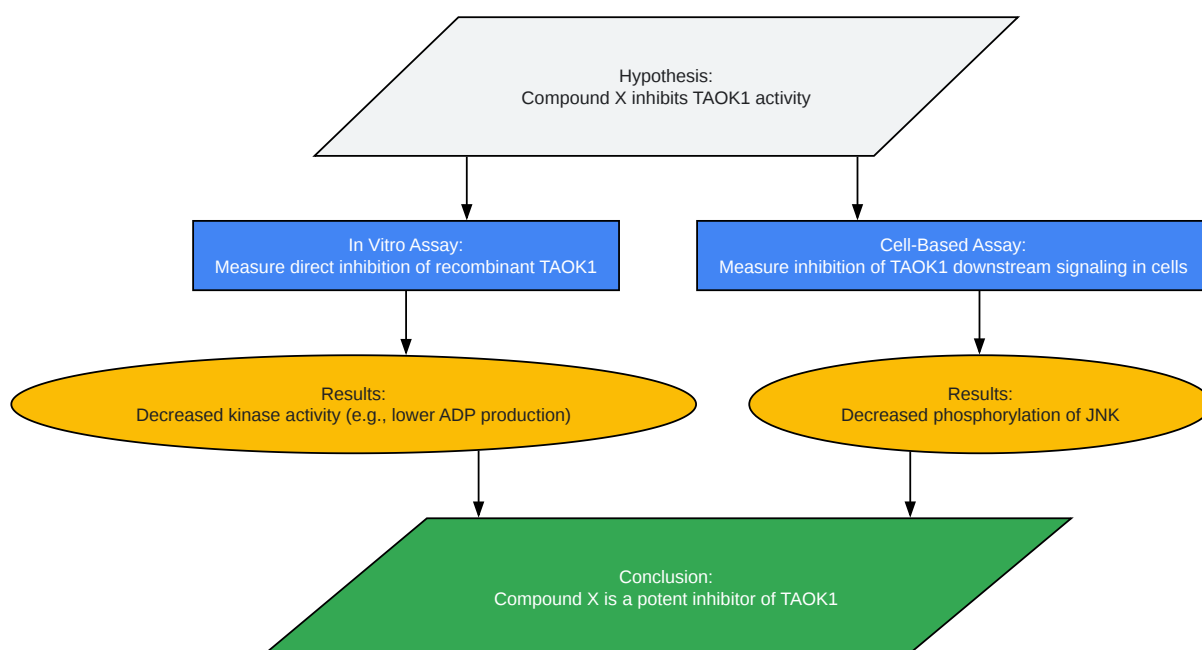 Hypothesis:
Compound X inhibits TAOK1 activity
In Vitro Assay:
Measure direct inhibition of recombinant TAOK1
Cell-Based Assay:
Measure inhibition of TAOK1 downstream signaling in cells
Results:
Decreased kinase activity (e.g., lower ADP production)
Results:
Decreased phosphorylation of JNK
Conclusion:
Compound X is a potent inhibitor of TAOK1